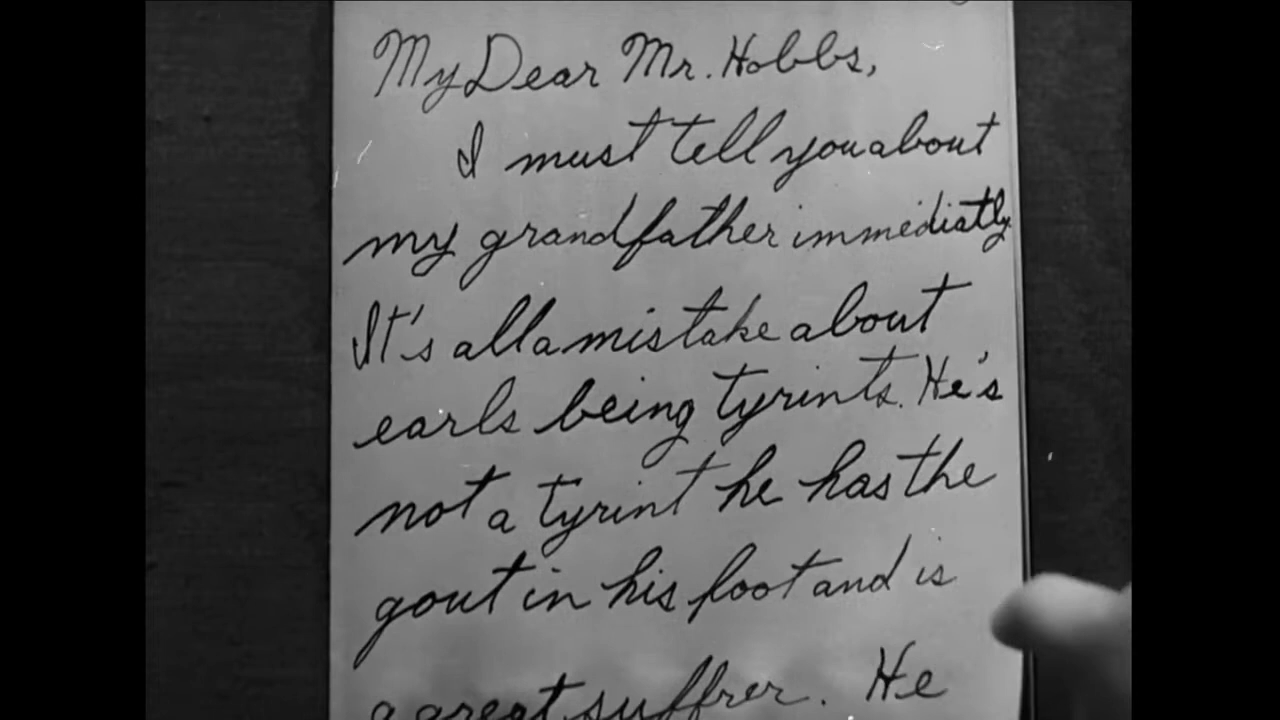 My Dear Mr. Hobbs,
I must tell you about
my grandfather immediatly
It's all a mistake about
earls being tyrints. He's
not a tyrint he has the
gout in his foot and is
a great suffrer. He